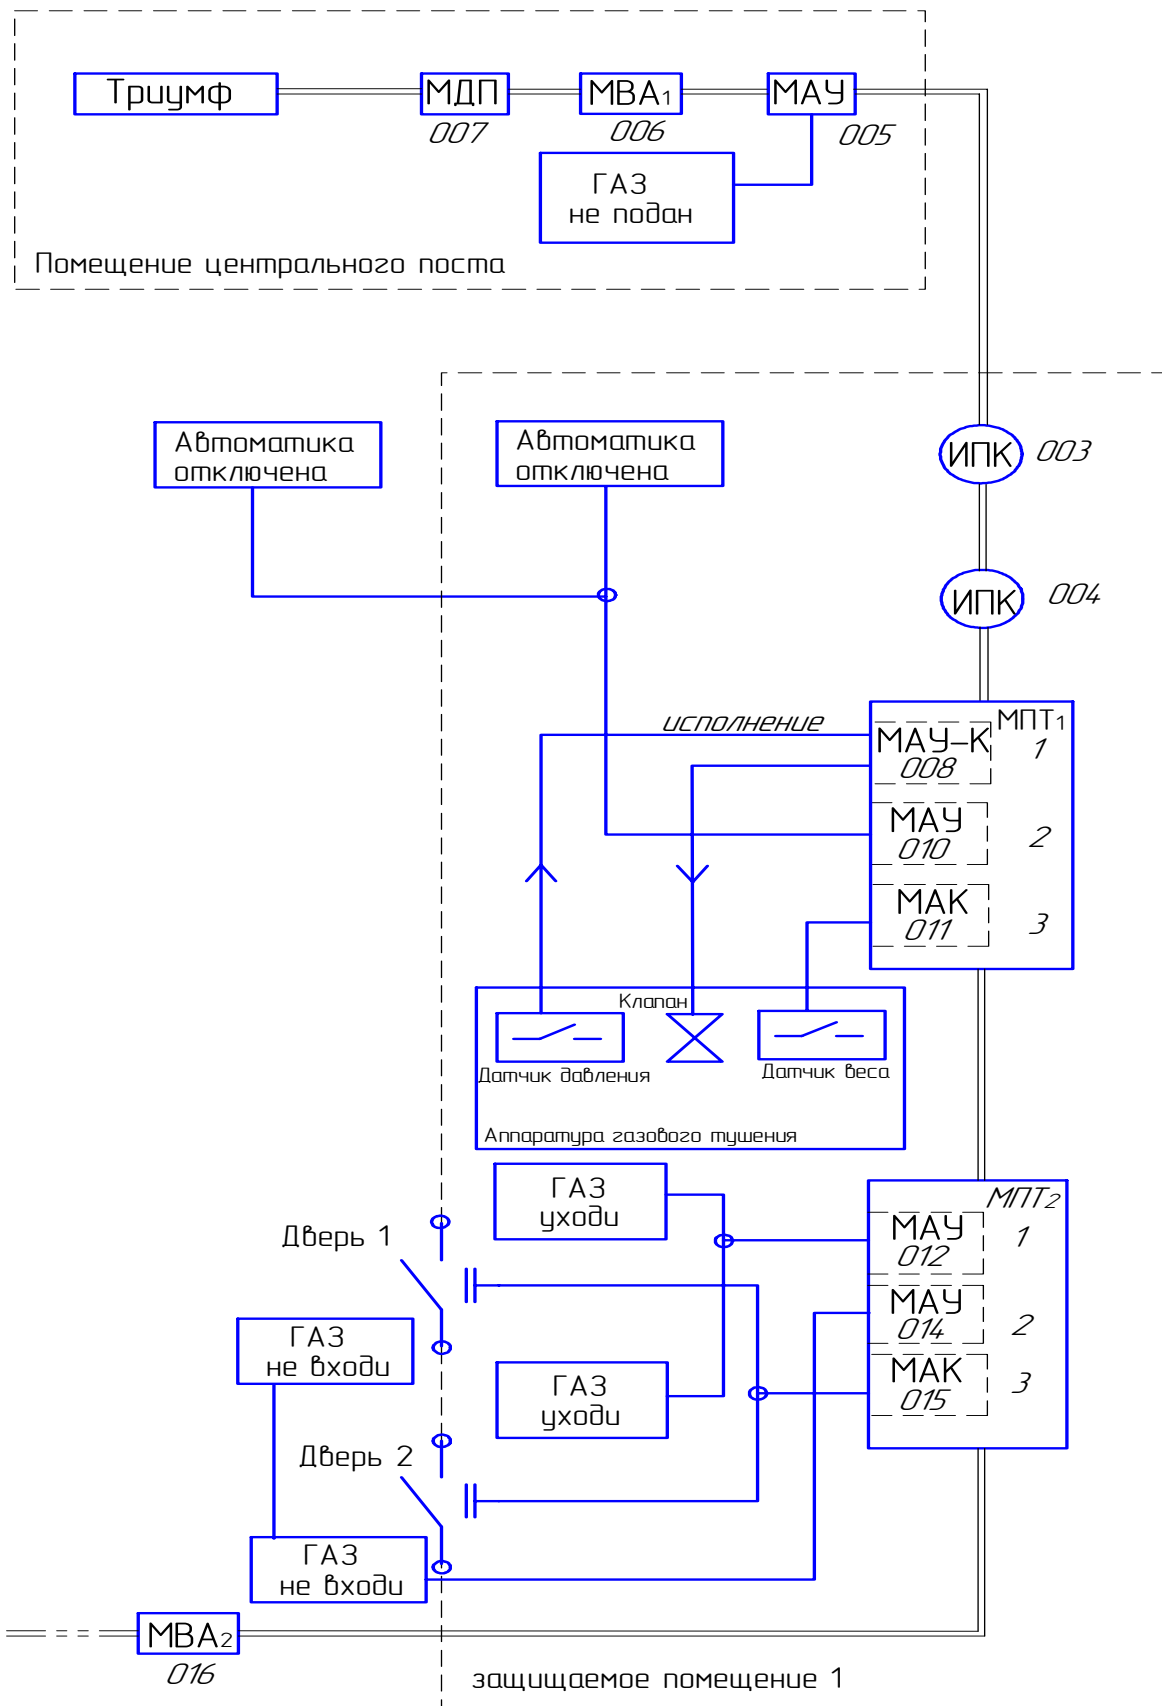 Триумф
МДП
МВА₁
МАУ
007
006
005
ГАЗ
не подан
Помещение центрального поста
Автоматика
отключена
Автоматика
отключена
ИПК
003
ИПК
004
исполнение
МПТ₁
МАУ-К
008
1
МАУ
010
2
МАК
011
3
Клапан
Датчик давления
Датчик веса
Аппаратура газового тушения
ГАЗ
уходи
МПТ₂
МАУ
012
1
МАУ
014
2
МАК
015
3
Дверь 1
ГАЗ
не входи
ГАЗ
уходи
Дверь 2
ГАЗ
не входи
МВА₂
016
защищаемое помещение 1